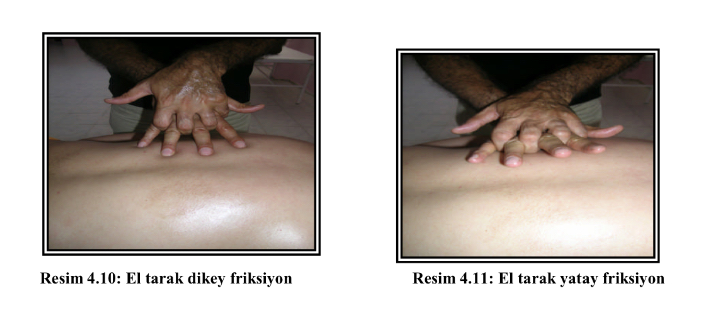 Resim 4.10: El tarak dikey friksiyon
Resim 4.11: El tarak yatay friksiyon